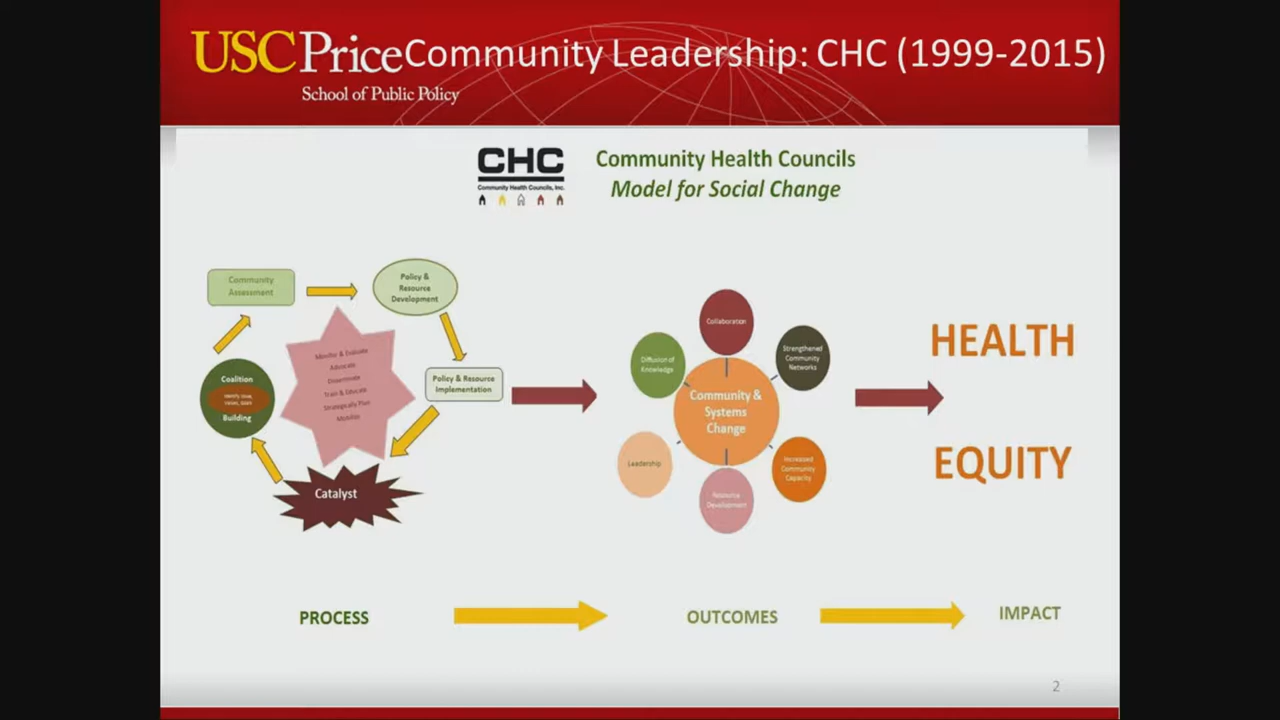 USC Price Community Leadership: CHC (1999-2015)
School of Public Policy
CHC
Community Health Councils, Inc.
Community Health Councils
Model for Social Change
Community
Assessment
Policy &
Resource
Development
Monitor & Evaluate
Advocate
Disseminate
Train & Educate
Strategically Plan
Mobilize
Coalition
Building
Policy & Resource
Implementation
Catalyst
Collaboration
Diffusion of
Knowledge
Strengthened
Community
Networks
Community &
Systems
Change
Leadership
Increased
Community
Capacity
Resource
Development
HEALTH
EQUITY
PROCESS
OUTCOMES
IMPACT
2